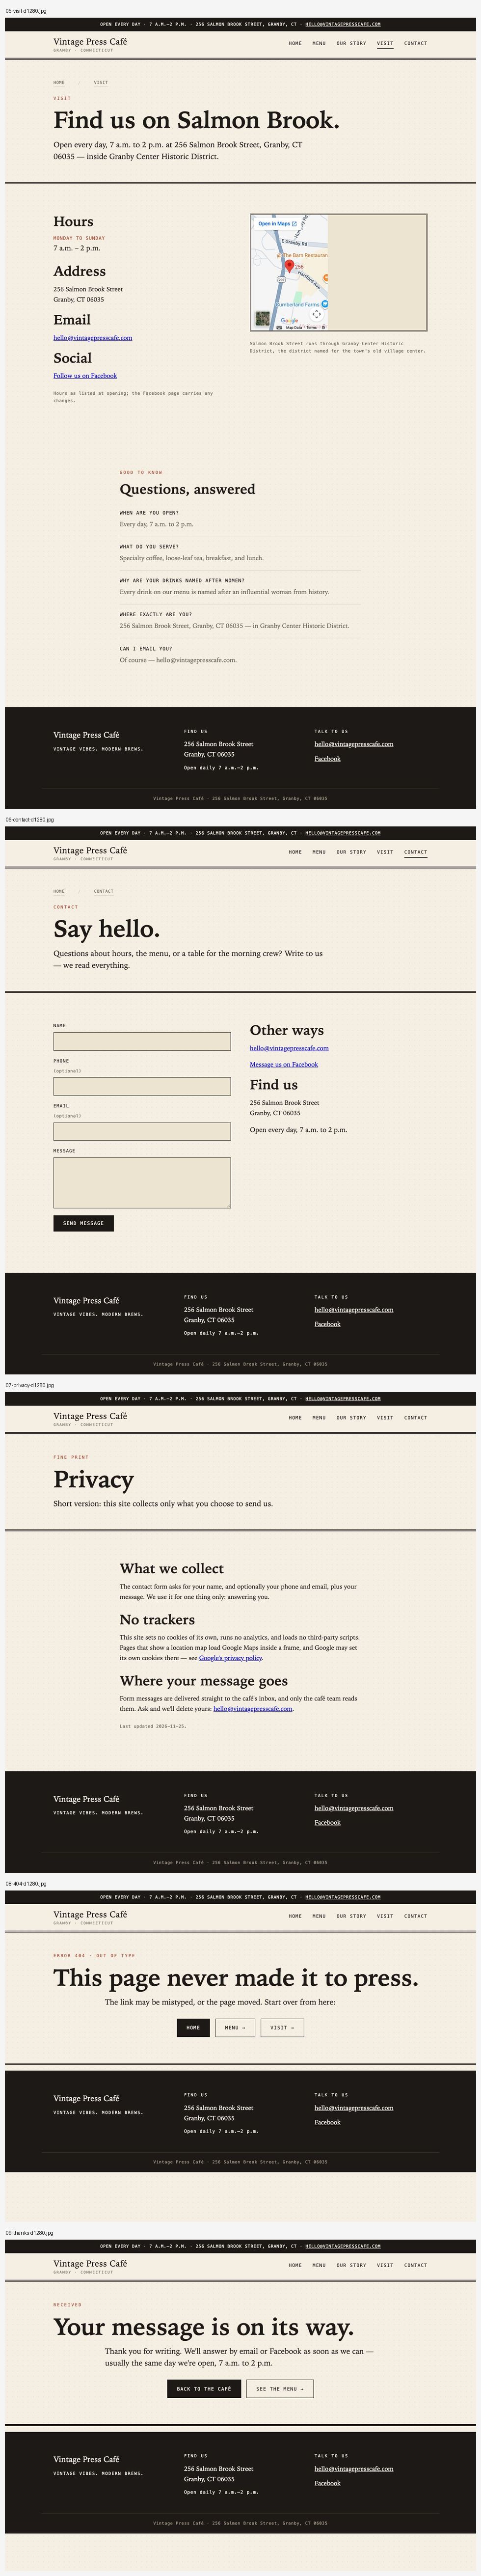 05-visit-d1280.jpg
OPEN EVERY DAY · 7 A.M.–2 P.M. · 256 SALMON BROOK STREET, GRANBY, CT · HELLO@VINTAGEPRESSCAFE.COM
Vintage Press Café
GRANBY · CONNECTICUT
HOME MENU OUR STORY VISIT CONTACT
HOME · VISIT
VISIT
Find us on Salmon Brook.
Open every day, 7 a.m. to 2 p.m. at 256 Salmon Brook Street, Granby, CT
06035 — inside Granby Center Historic District.
Hours
MONDAY TO SUNDAY
7 a.m. – 2 p.m.
Address
256 Salmon Brook Street
Granby, CT 06035
Email
hello@vintagepresscafe.com
Social
Follow us on Facebook
Hours as listed at opening; the Facebook page carries any
changes.
Open in Maps
E Granby Rd
The Barn Restauran
256
Hartford Ave
umberland Farms
Google
Map Data Terms
Salmon Brook Street runs through Granby Center Historic
District, the district named for the town's old village center.
GOOD TO KNOW
Questions, answered
WHEN ARE YOU OPEN?
Every day, 7 a.m. to 2 p.m.
WHAT DO YOU SERVE?
Specialty coffee, loose-leaf tea, breakfast, and lunch.
WHY ARE YOUR DRINKS NAMED AFTER WOMEN?
Every drink on our menu is named after an influential woman from history.
WHERE EXACTLY ARE YOU?
256 Salmon Brook Street, Granby, CT 06035 — in Granby Center Historic District.
CAN I EMAIL YOU?
Of course — hello@vintagepresscafe.com.
Vintage Press Café
VINTAGE VIBES. MODERN BREWS.
FIND US
256 Salmon Brook Street
Granby, CT 06035
Open daily 7 a.m.–2 p.m.
TALK TO US
hello@vintagepresscafe.com
Facebook
Vintage Press Café · 256 Salmon Brook Street, Granby, CT 06035
06-contact-d1280.jpg
OPEN EVERY DAY · 7 A.M.–2 P.M. · 256 SALMON BROOK STREET, GRANBY, CT · HELLO@VINTAGEPRESSCAFE.COM
Vintage Press Café
GRANBY · CONNECTICUT
HOME MENU OUR STORY VISIT CONTACT
HOME · CONTACT
CONTACT
Say hello.
Questions about hours, the menu, or a table for the morning crew? Write to us
— we read everything.
NAME
PHONE
(optional)
EMAIL
(optional)
MESSAGE
SEND MESSAGE
Other ways
hello@vintagepresscafe.com
Message us on Facebook
Find us
256 Salmon Brook Street
Granby, CT 06035
Open every day, 7 a.m. to 2 p.m.
Vintage Press Café
VINTAGE VIBES. MODERN BREWS.
FIND US
256 Salmon Brook Street
Granby, CT 06035
Open daily 7 a.m.–2 p.m.
TALK TO US
hello@vintagepresscafe.com
Facebook
Vintage Press Café · 256 Salmon Brook Street, Granby, CT 06035
07-privacy-d1280.jpg
OPEN EVERY DAY · 7 A.M.–2 P.M. · 256 SALMON BROOK STREET, GRANBY, CT · HELLO@VINTAGEPRESSCAFE.COM
Vintage Press Café
GRANBY · CONNECTICUT
HOME MENU OUR STORY VISIT CONTACT
FINE PRINT
Privacy
Short version: this site collects only what you choose to send us.
What we collect
The contact form asks for your name, and optionally your phone and email, plus your
message. We use it for one thing only: answering you.
No trackers
This site sets no cookies of its own, runs no analytics, and loads no third-party scripts.
Pages that show a location map load Google Maps inside a frame, and Google may set
its own cookies there — see Google's privacy policy.
Where your message goes
Form messages are delivered straight to the café's inbox, and only the café team reads
them. Ask and we'll delete yours: hello@vintagepresscafe.com.
Last updated 2026-11-25.
Vintage Press Café
VINTAGE VIBES. MODERN BREWS.
FIND US
256 Salmon Brook Street
Granby, CT 06035
Open daily 7 a.m.–2 p.m.
TALK TO US
hello@vintagepresscafe.com
Facebook
Vintage Press Café · 256 Salmon Brook Street, Granby, CT 06035
08-404-d1280.jpg
OPEN EVERY DAY · 7 A.M.–2 P.M. · 256 SALMON BROOK STREET, GRANBY, CT · HELLO@VINTAGEPRESSCAFE.COM
Vintage Press Café
GRANBY · CONNECTICUT
HOME MENU OUR STORY VISIT CONTACT
ERROR 404 · OUT OF TYPE
This page never made it to press.
The link may be mistyped, or the page moved. Start over from here:
HOME MENU → VISIT →
Vintage Press Café
VINTAGE VIBES. MODERN BREWS.
FIND US
256 Salmon Brook Street
Granby, CT 06035
Open daily 7 a.m.–2 p.m.
TALK TO US
hello@vintagepresscafe.com
Facebook
Vintage Press Café · 256 Salmon Brook Street, Granby, CT 06035
09-thanks-d1280.jpg
OPEN EVERY DAY · 7 A.M.–2 P.M. · 256 SALMON BROOK STREET, GRANBY, CT · HELLO@VINTAGEPRESSCAFE.COM
Vintage Press Café
GRANBY · CONNECTICUT
HOME MENU OUR STORY VISIT CONTACT
RECEIVED
Your message is on its way.
Thank you for writing. We'll answer by email or Facebook as soon as we can —
usually the same day we're open, 7 a.m. to 2 p.m.
BACK TO THE CAFÉ SEE THE MENU →
Vintage Press Café
VINTAGE VIBES. MODERN BREWS.
FIND US
256 Salmon Brook Street
Granby, CT 06035
Open daily 7 a.m.–2 p.m.
TALK TO US
hello@vintagepresscafe.com
Facebook
Vintage Press Café · 256 Salmon Brook Street, Granby, CT 06035